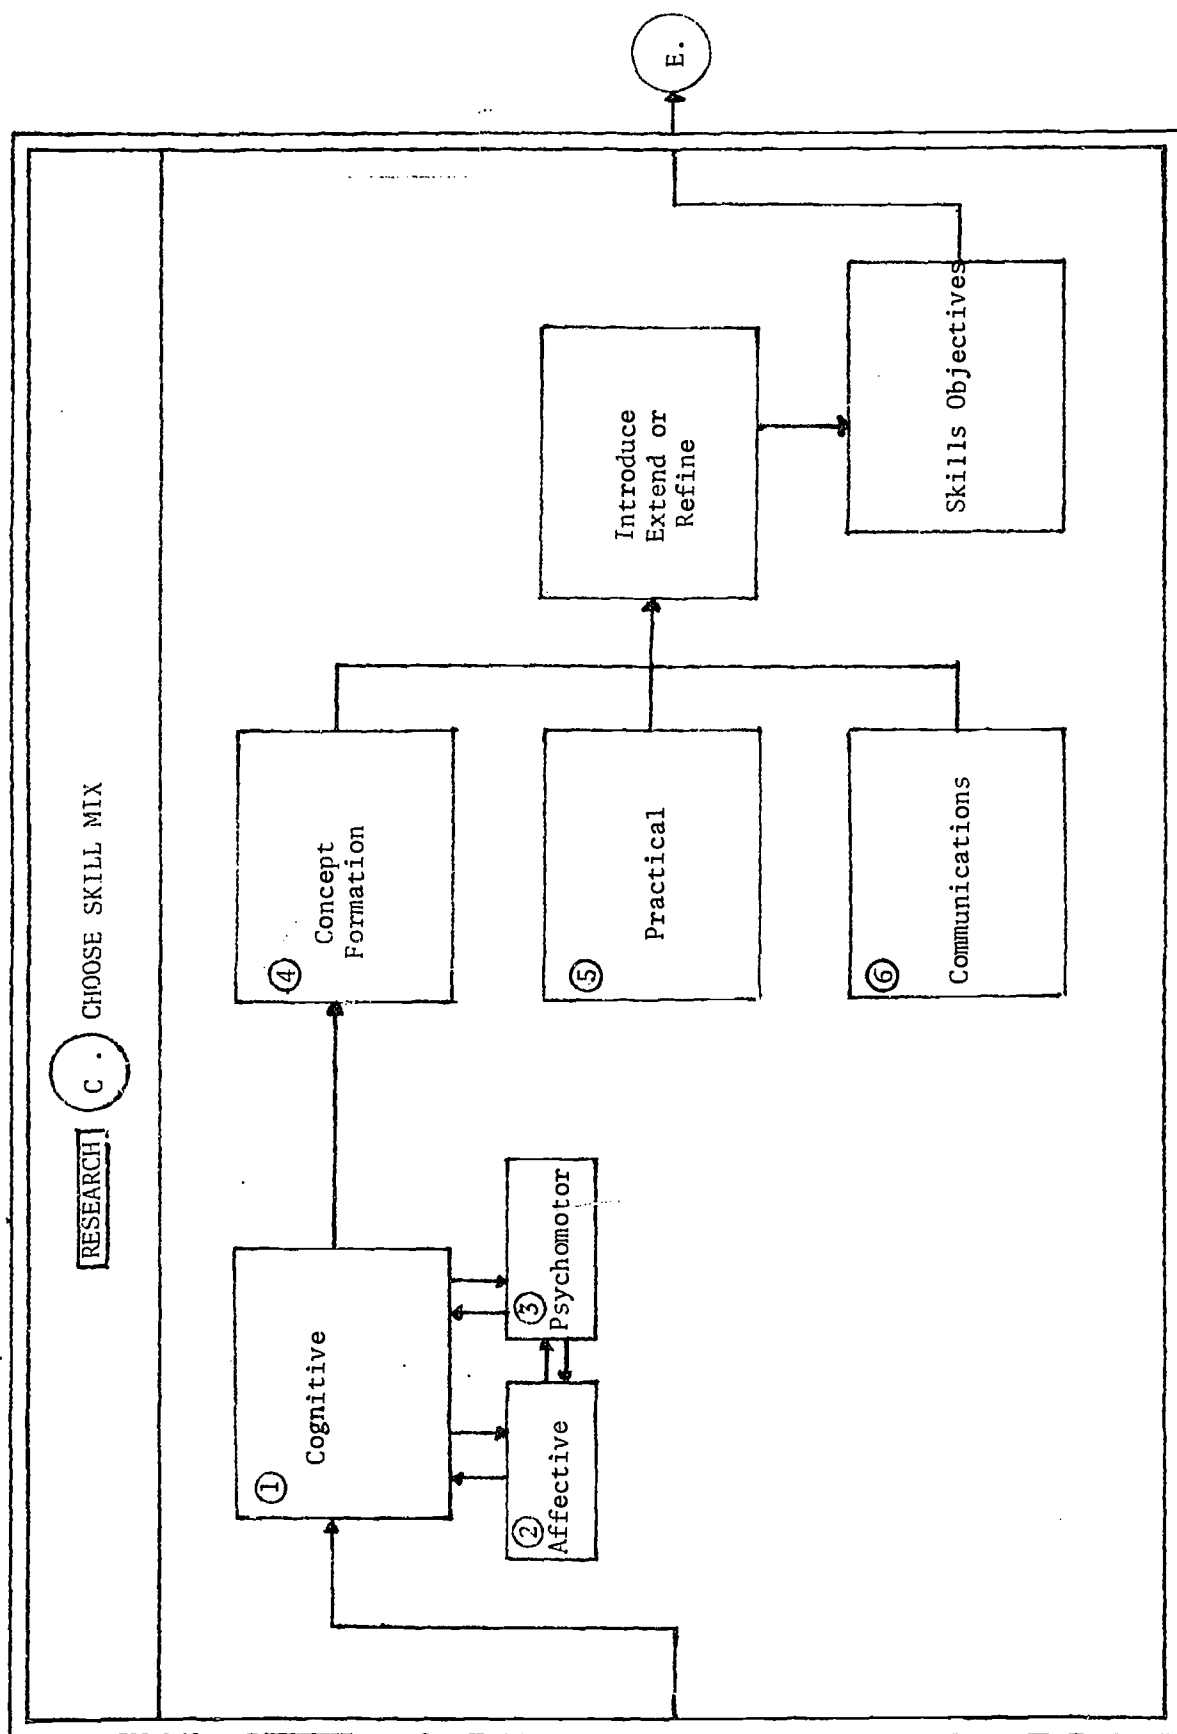 RESEARCH C. CHOOSE SKILL MIX
① Cognitive
② Affective
③ Psychomotor
④ Concept
Formation
⑤ Practical
⑥ Communications
Introduce
Extend or
Refine
Skills Objectives
E.